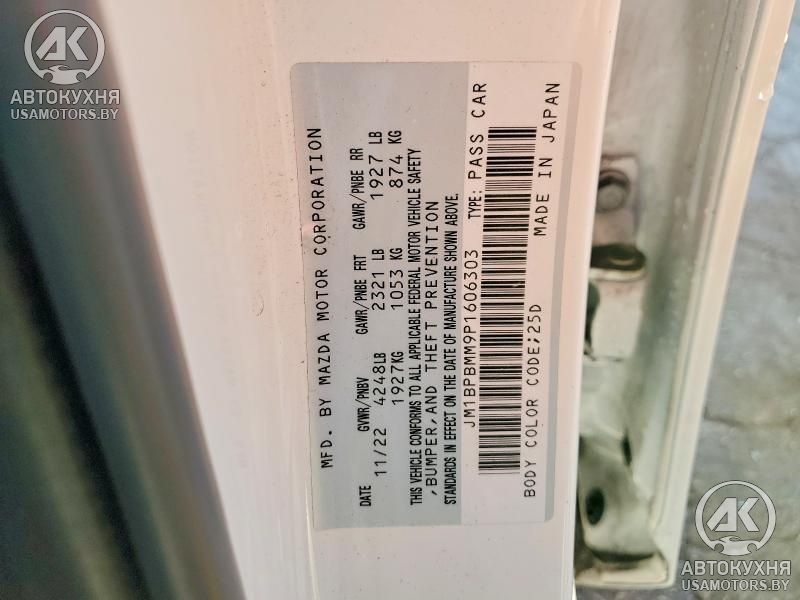 AK
АВТОКУХНЯ
USAMOTORS.BY
MFD. BY MAZDA MOTOR CORPORATION
DATE GVWR/PNBV GAWR/PNBE FRT GAWR/PNBE RR
11/22 4248LB 2321 LB 1927 LB
1927KG 1053 KG 874 KG
THIS VEHICLE CONFORMS TO ALL APPLICABLE FEDERAL MOTOR VEHICLE SAFETY
,BUMPER,AND THEFT PREVENTION
STANDARDS IN EFFECT ON THE DATE OF MANUFACTURE SHOWN ABOVE.
JM1BPBMM9P1606303 TYPE: PASS CAR
BODY COLOR CODE;25D MADE IN JAPAN
AK
АВТОКУХНЯ
USAMOTORS.BY